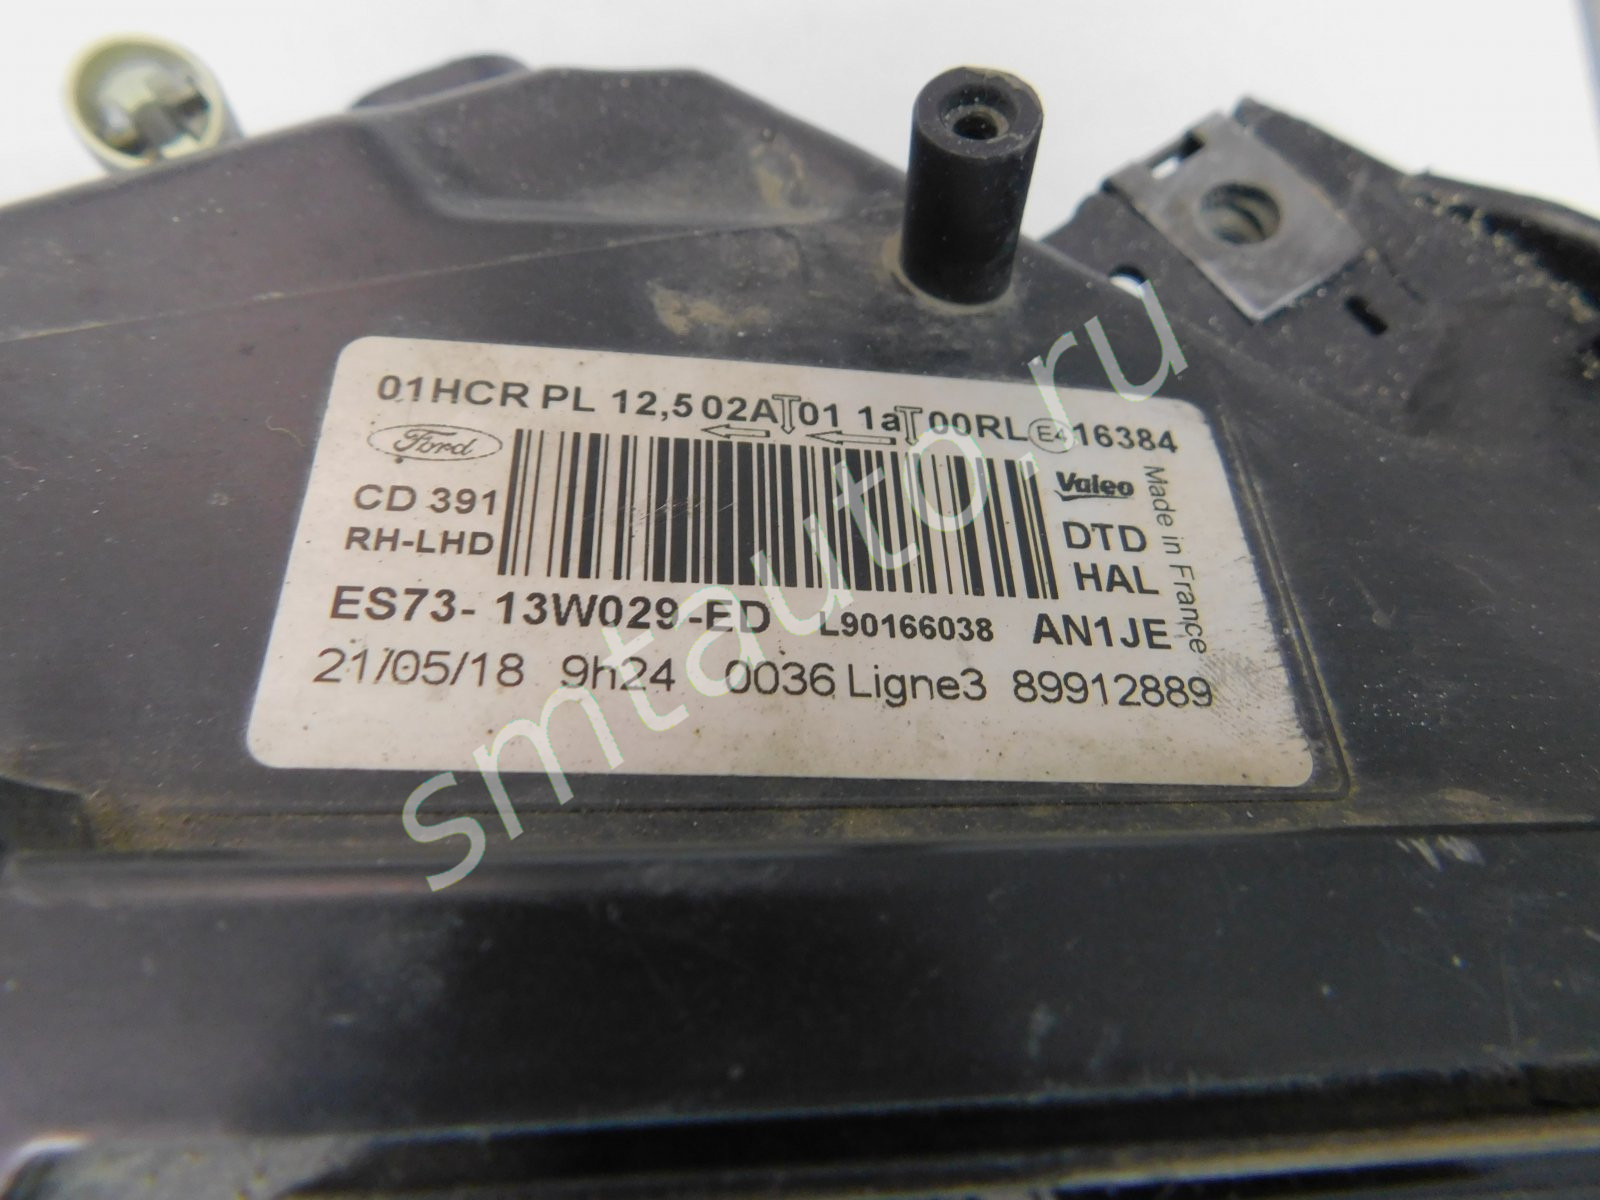 01HCR PL 12,5 02A 01 1a 00RL E4 16384
Ford
CD 391
RH-LHD
Valeo
DTD
HAL
Made in France
ES73- 13W029-ED L90166038 AN1JE
21/05/18 9h24 0036 Ligne3 89912889
smtauto.ru